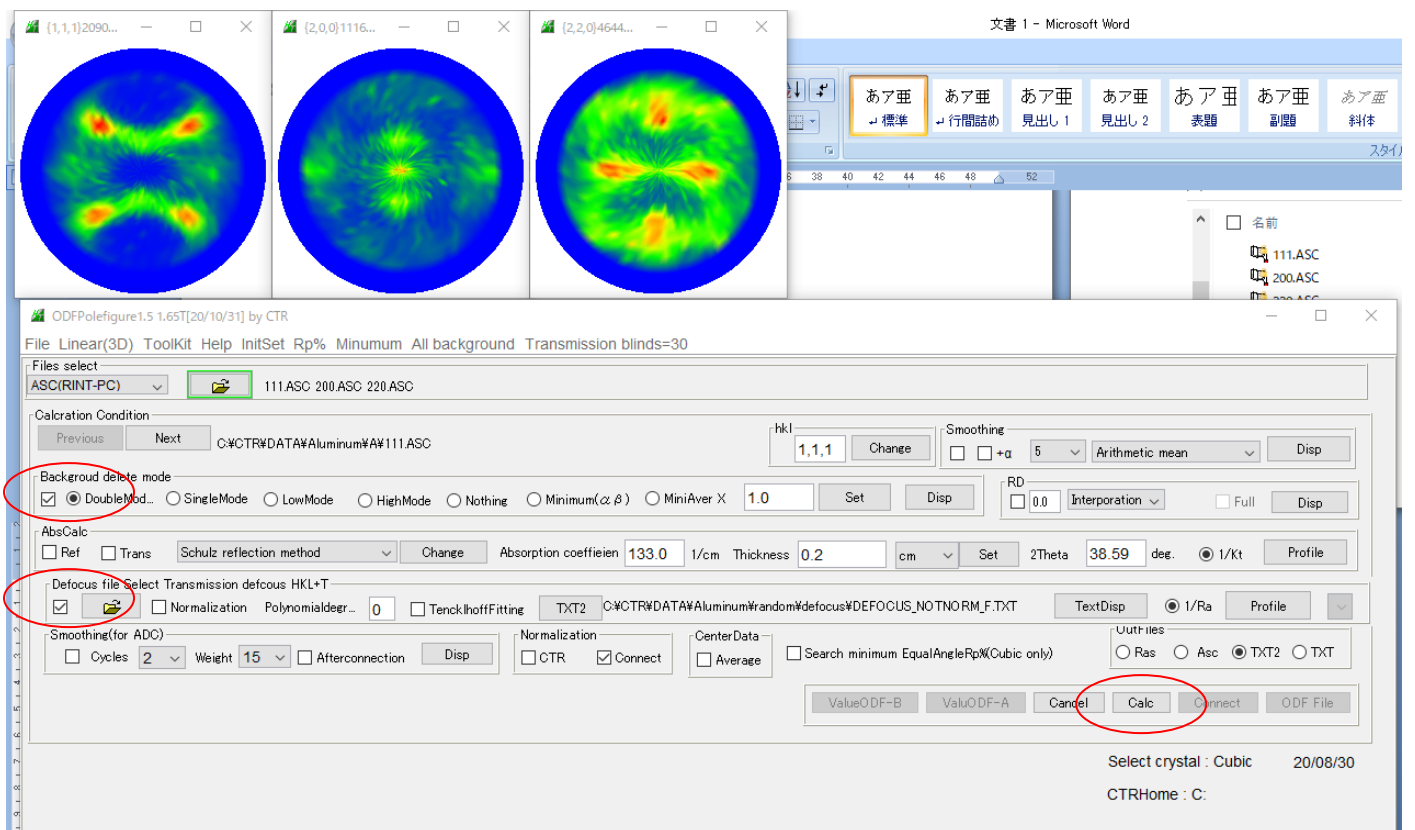 {1,1,1}2090...
{2,0,0}1116...
{2,2,0}4644...
文書 1 - Microsoft Word
あア亜 あア亜 あア亜 あア亜 あア亜 あア亜 あア亜
↲ 標準 ↲ 行間詰め 見出し 1 見出し 2 表題 副題 斜体
スタイル
38 40 42 44 46 48 52
名前
111.ASC
200.ASC
ODFPolefigure1.5 1.65T[20/10/31] by CTR
File Linear(3D) ToolKit Help InitSet Rp% Minumum All background Transmission blinds=30
Files select
ASC(RINT-PC) 111.ASC 200.ASC 220.ASC
Calcration Condition
Previous Next C:¥CTR¥DATA¥Aluminum¥A¥111.ASC
hkl
1,1,1 Change
Smoothing
+α 5 Arithmetic mean Disp
Backgroud delete mode
DoubleMod... SingleMode LowMode HighMode Nothing Minimum(αβ) MiniAver X 1.0 Set Disp
RD
0.0 Interporation Full Disp
AbsCalc
Ref Trans Schulz reflection method Change Absorption coeffieien 133.0 1/cm Thickness 0.2 cm Set 2Theta 38.59 deg. 1/Kt Profile
Defocus file Select Transmission defcous HKL+T
Normalization Polynomialdegr... 0 TencklhoffFitting TXT2 C:¥CTR¥DATA¥Aluminum¥random¥defocus¥DEFOCUS_NOTNORM_F.TXT TextDisp 1/Ra Profile
Smoothing(for ADC)
Cycles 2 Weight 15 Afterconnection Disp
Normalization
CTR Connect
CenterData
Average
Search minimum EqualAngleRp%(Cubic only)
OutFiles
Ras Asc TXT2 TXT
ValueODF-B ValuODF-A Cancel Calc Connect ODF File
Select crystal : Cubic 20/08/30
CTRHome : C: